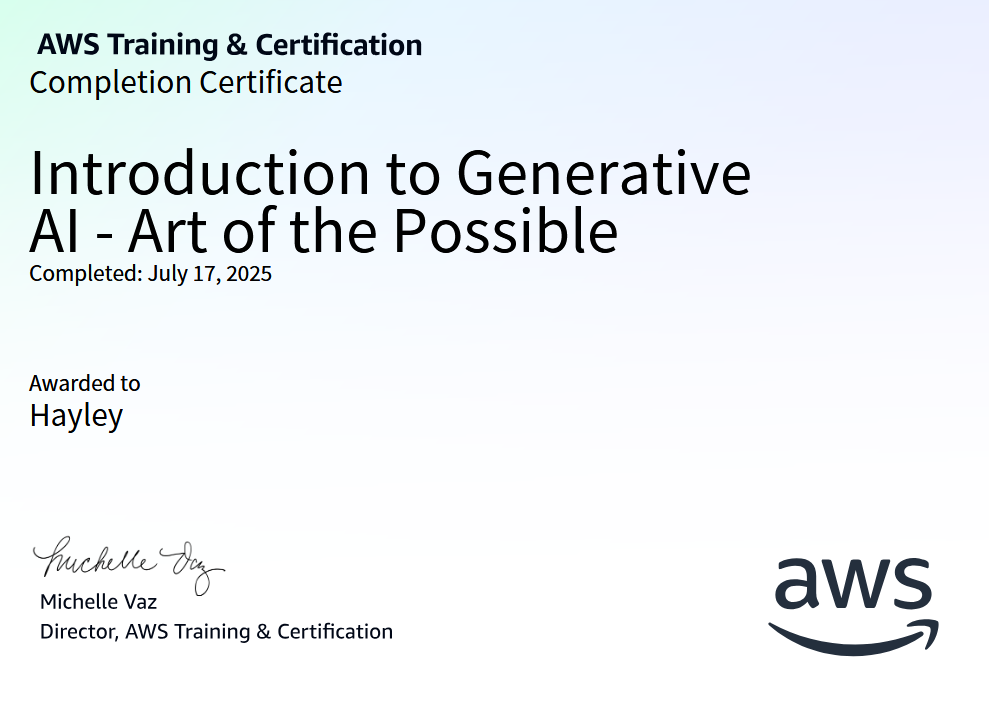 AWS Training & Certification
Completion Certificate
Introduction to Generative
AI - Art of the Possible
Completed: July 17, 2025
Awarded to
Hayley
Michelle Vaz
Michelle Vaz
Director, AWS Training & Certification
aws